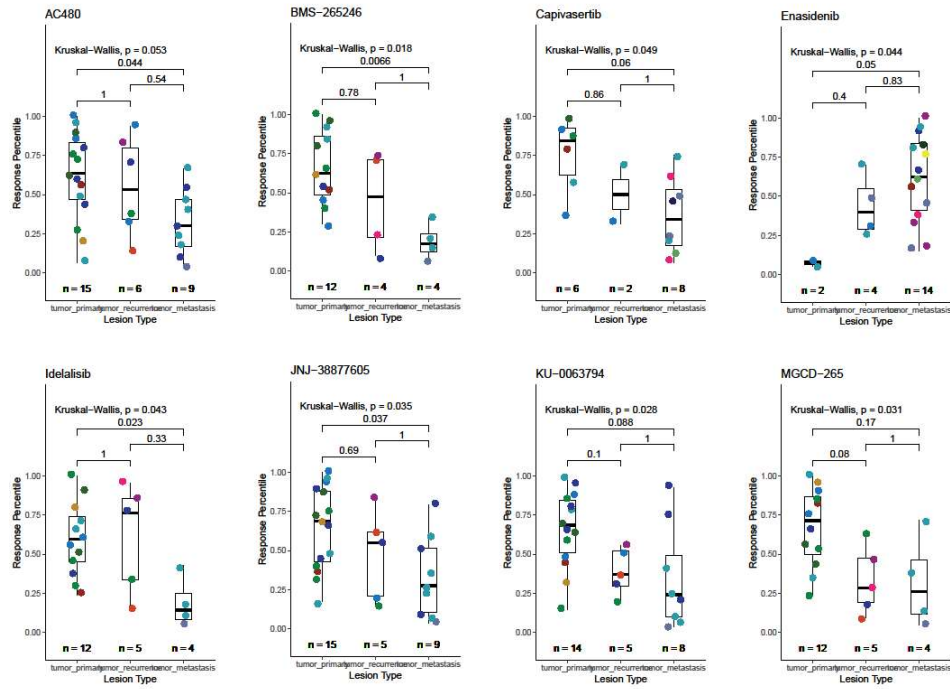 AC480
Kruskal-Wallis, p = 0.053
0.044
0.54
1
Response Percentile
1.00
0.75
0.50
0.25
0.00
n = 15 n = 6 n = 9
tumor_primary tumor_recurrence tumor_metastasis
Lesion Type
BMS-265246
Kruskal-Wallis, p = 0.018
0.0066
1
0.78
Response Percentile
1.00
0.75
0.50
0.25
0.00
n = 12 n = 4 n = 4
tumor_primary tumor_recurrence tumor_metastasis
Lesion Type
Capivasertib
Kruskal-Wallis, p = 0.049
0.06
1
0.86
Response Percentile
1.00
0.75
0.50
0.25
0.00
n = 6 n = 2 n = 8
tumor_primary tumor_recurrence tumor_metastasis
Lesion Type
Enasidenib
Kruskal-Wallis, p = 0.044
0.05
0.83
0.4
Response Percentile
1.00
0.75
0.50
0.25
0.00
n = 2 n = 4 n = 14
tumor_primary tumor_recurrence tumor_metastasis
Lesion Type
Idelalisib
Kruskal-Wallis, p = 0.043
0.023
0.33
1
Response Percentile
1.00
0.75
0.50
0.25
0.00
n = 12 n = 5 n = 4
tumor_primary tumor_recurrence tumor_metastasis
Lesion Type
JNJ-38877605
Kruskal-Wallis, p = 0.035
0.037
1
0.69
Response Percentile
1.00
0.75
0.50
0.25
0.00
n = 15 n = 5 n = 9
tumor_primary tumor_recurrence tumor_metastasis
Lesion Type
KU-0063794
Kruskal-Wallis, p = 0.028
0.088
1
0.1
Response Percentile
1.00
0.75
0.50
0.25
0.00
n = 14 n = 5 n = 8
tumor_primary tumor_recurrence tumor_metastasis
Lesion Type
MGCD-265
Kruskal-Wallis, p = 0.031
0.17
1
0.08
Response Percentile
1.00
0.75
0.50
0.25
0.00
n = 12 n = 5 n = 4
tumor_primary tumor_recurrence tumor_metastasis
Lesion Type